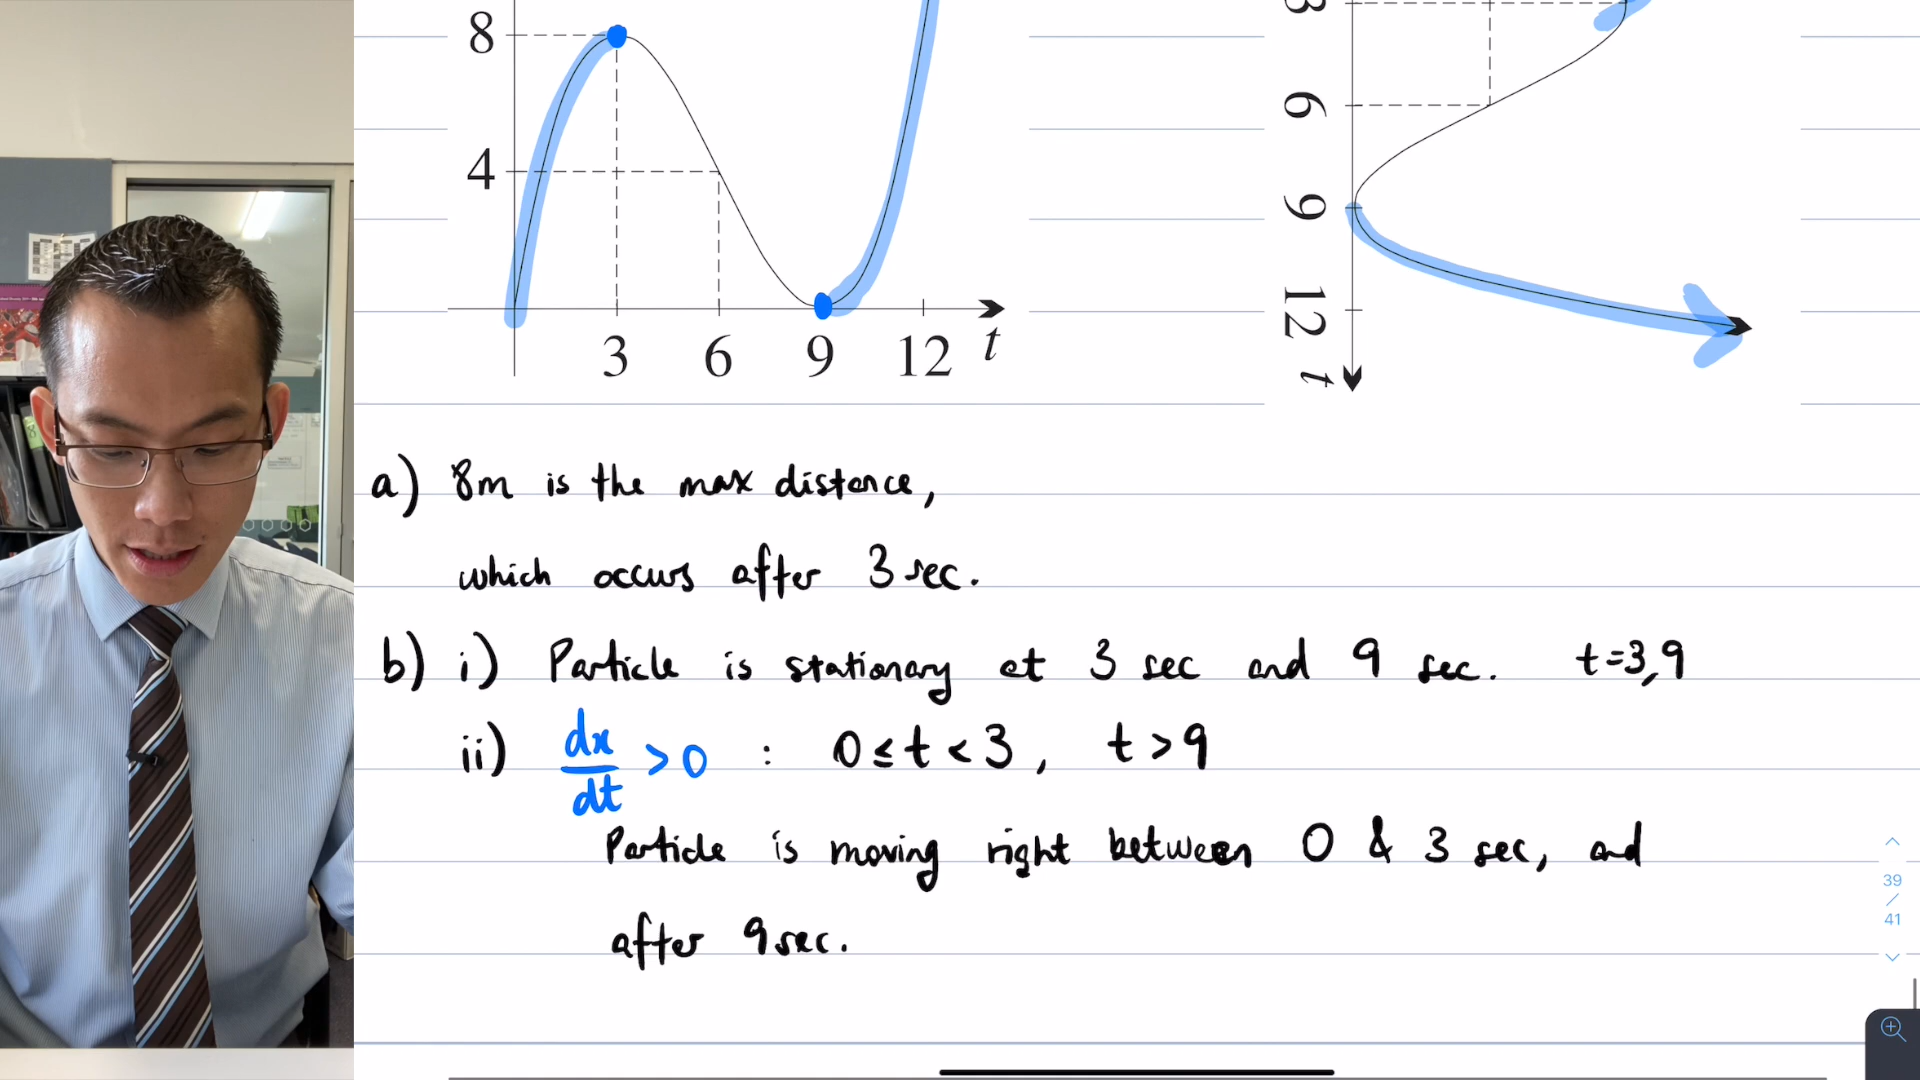 8
4
3 6 9 12 t
6
9
12
t
a) 8m is the max distance,
which occurs after 3 sec.
b) i) Particle is stationary at 3 sec and 9 sec. t=3,9
ii) dx/dt >0 : 0≤t<3, t>9
Particle is moving right between 0 & 3 sec, and
after 9 sec.
39
/
41